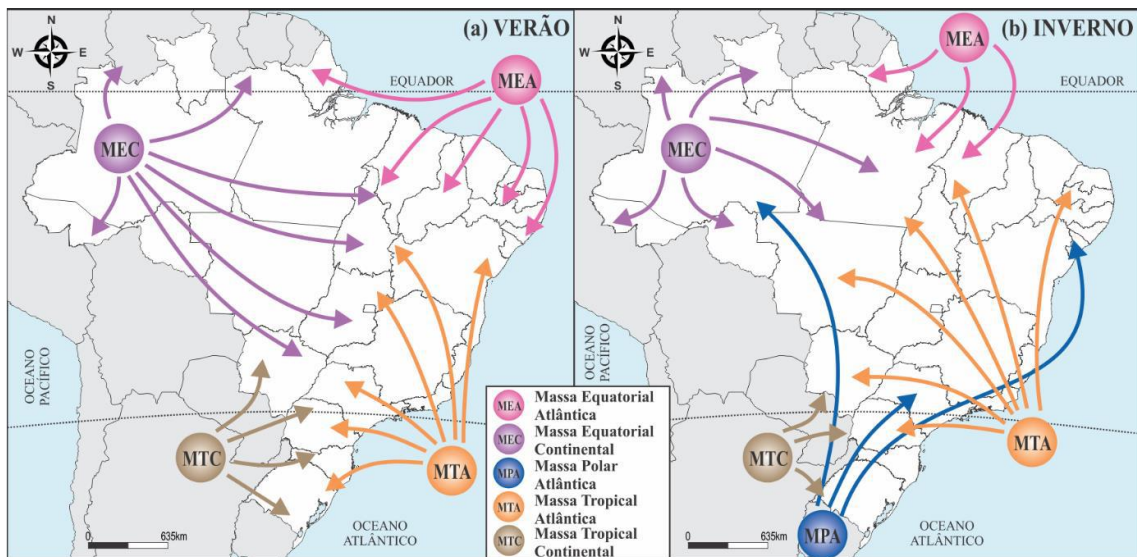 (a) VERÃO
N
W E
S
EQUADOR
MEA
MEC
OCEANO
PACÍFICO
MTC
MTA
OCEANO
ATLÂNTICO
0 635km
(b) INVERNO
N
W E
S
MEA
EQUADOR
MEC
OCEANO
PACÍFICO
MTC
MTA
MPA
OCEANO
ATLÂNTICO
0 635km
MEA Massa Equatorial
Atlântica
MEC Massa Equatorial
Continental
MPA Massa Polar
Atlântica
MTA Massa Tropical
Atlântica
MTC Massa Tropical
Continental